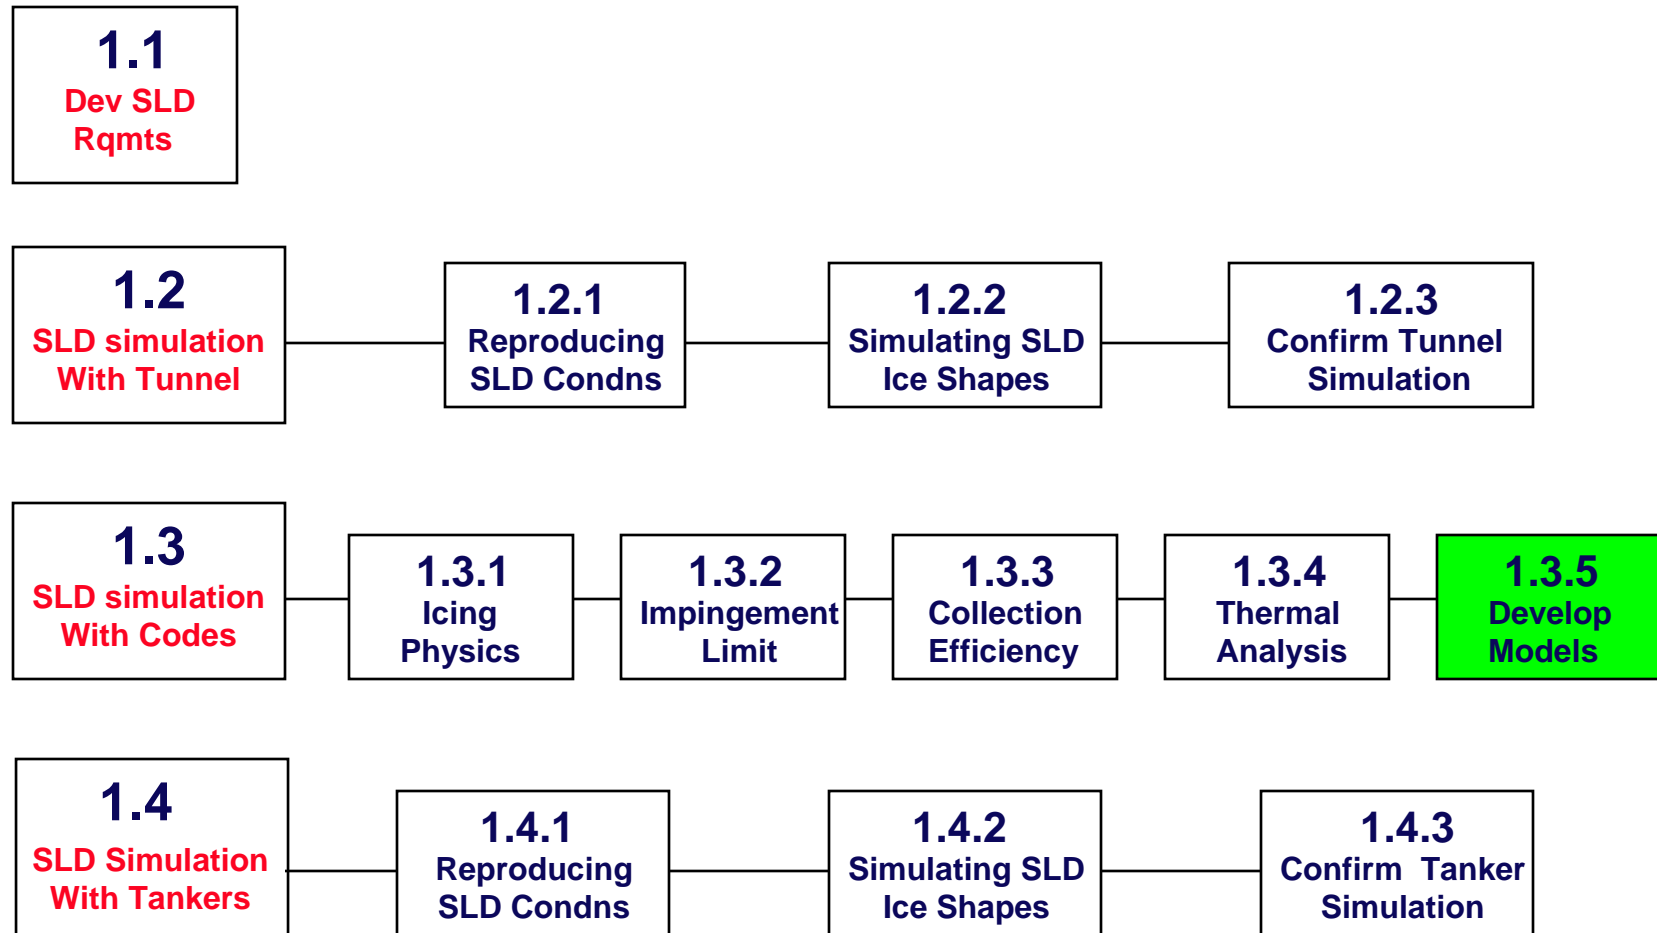 1.1
Dev SLD
Rqmts
1.2
SLD simulation
With Tunnel
1.2.1
Reproducing
SLD Condns
1.2.2
Simulating SLD
Ice Shapes
1.2.3
Confirm Tunnel
Simulation
1.3
SLD simulation
With Codes
1.3.1
Icing
Physics
1.3.2
Impingement
Limit
1.3.3
Collection
Efficiency
1.3.4
Thermal
Analysis
1.3.5
Develop
Models
1.4
SLD Simulation
With Tankers
1.4.1
Reproducing
SLD Condns
1.4.2
Simulating SLD
Ice Shapes
1.4.3
Confirm Tanker
Simulation